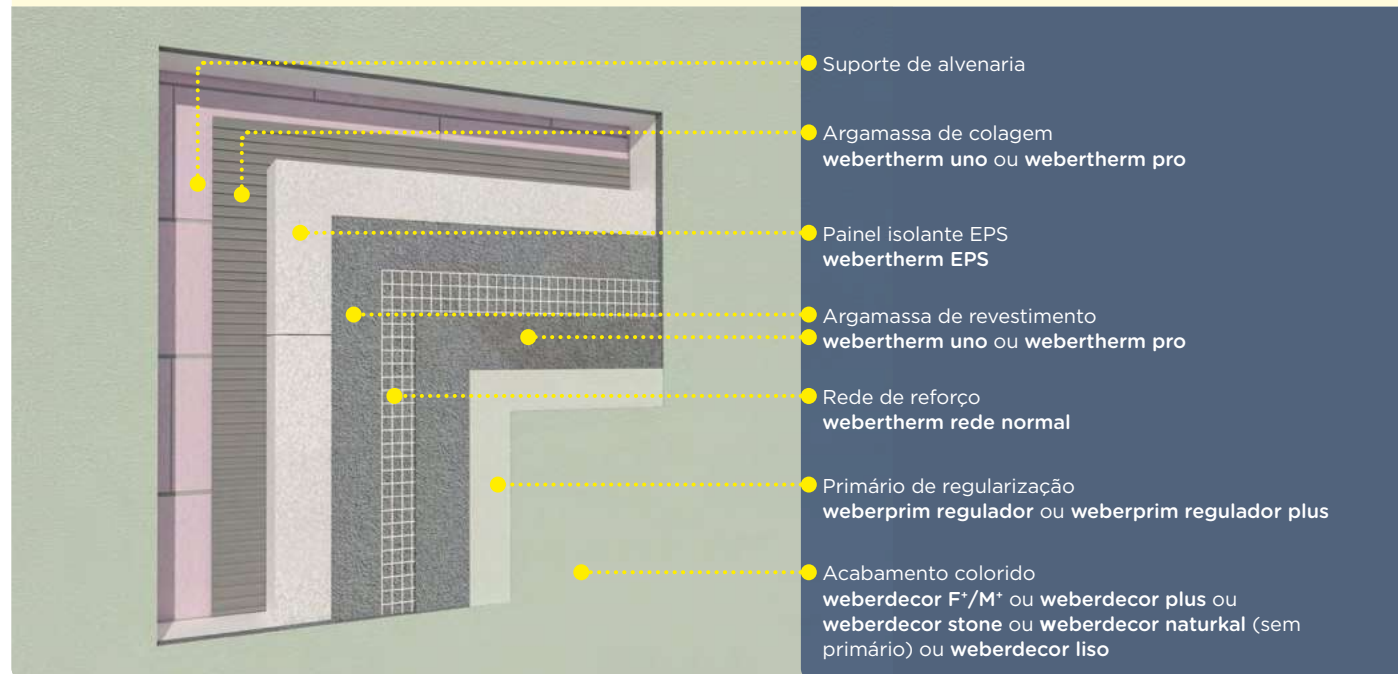 Suporte de alvenaria
Argamassa de colagem
webertherm uno ou webertherm pro
Painel isolante EPS
webertherm EPS
Argamassa de revestimento
webertherm uno ou webertherm pro
Rede de reforço
webertherm rede normal
Primário de regularização
weberprim regulador ou weberprim regulador plus
Acabamento colorido
weberdecor F⁺/M⁺ ou weberdecor plus ou
weberdecor stone ou weberdecor naturkal (sem
primário) ou weberdecor liso